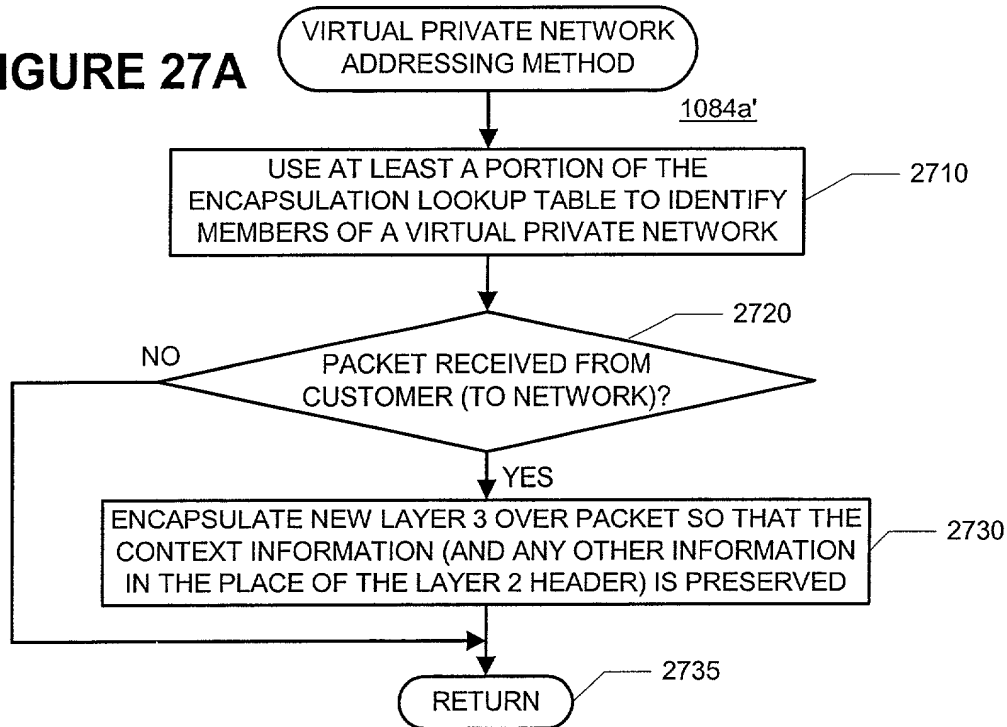 IGURE 27A
VIRTUAL PRIVATE NETWORK
ADDRESSING METHOD
1084a'
USE AT LEAST A PORTION OF THE
ENCAPSULATION LOOKUP TABLE TO IDENTIFY
MEMBERS OF A VIRTUAL PRIVATE NETWORK
2710
2720
NO
PACKET RECEIVED FROM
CUSTOMER (TO NETWORK)?
YES
ENCAPSULATE NEW LAYER 3 OVER PACKET SO THAT THE
CONTEXT INFORMATION (AND ANY OTHER INFORMATION
IN THE PLACE OF THE LAYER 2 HEADER) IS PRESERVED
2730
RETURN
2735